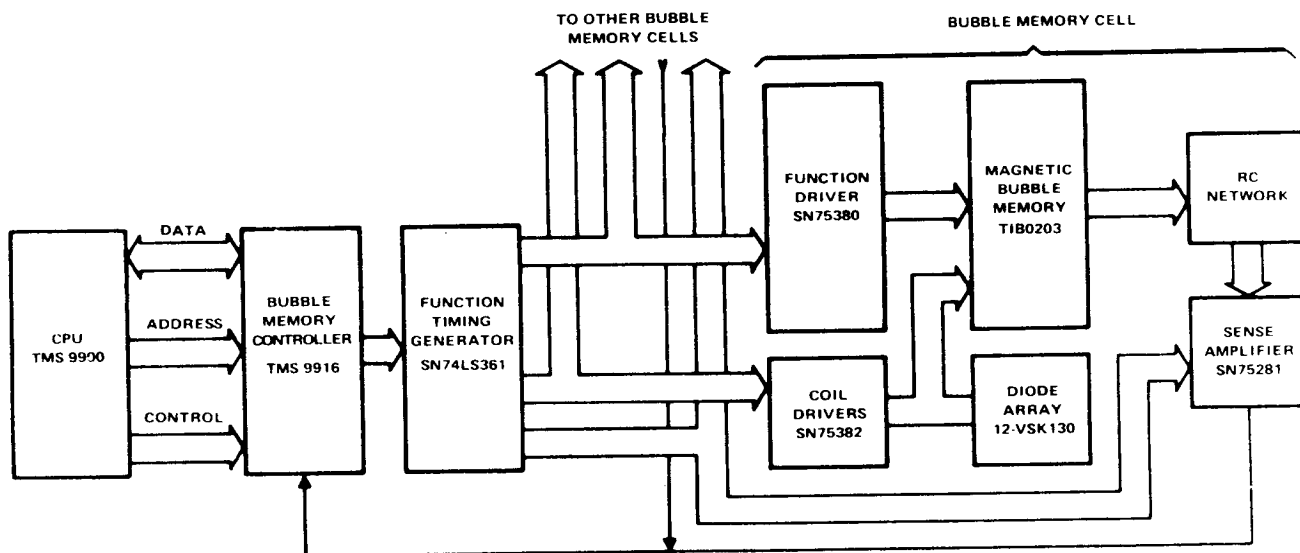 TO OTHER BUBBLE
MEMORY CELLS
BUBBLE MEMORY CELL
FUNCTION
DRIVER
SN75380
MAGNETIC
BUBBLE
MEMORY
TIB0203
RC
NETWORK
DATA
ADDRESS
CONTROL
CPU
TMS 9900
BUBBLE
MEMORY
CONTROLLER
TMS 9916
FUNCTION
TIMING
GENERATOR
SN74LS361
COIL
DRIVERS
SN75382
DIODE
ARRAY
12-VSK130
SENSE
AMPLIFIER
SN75281